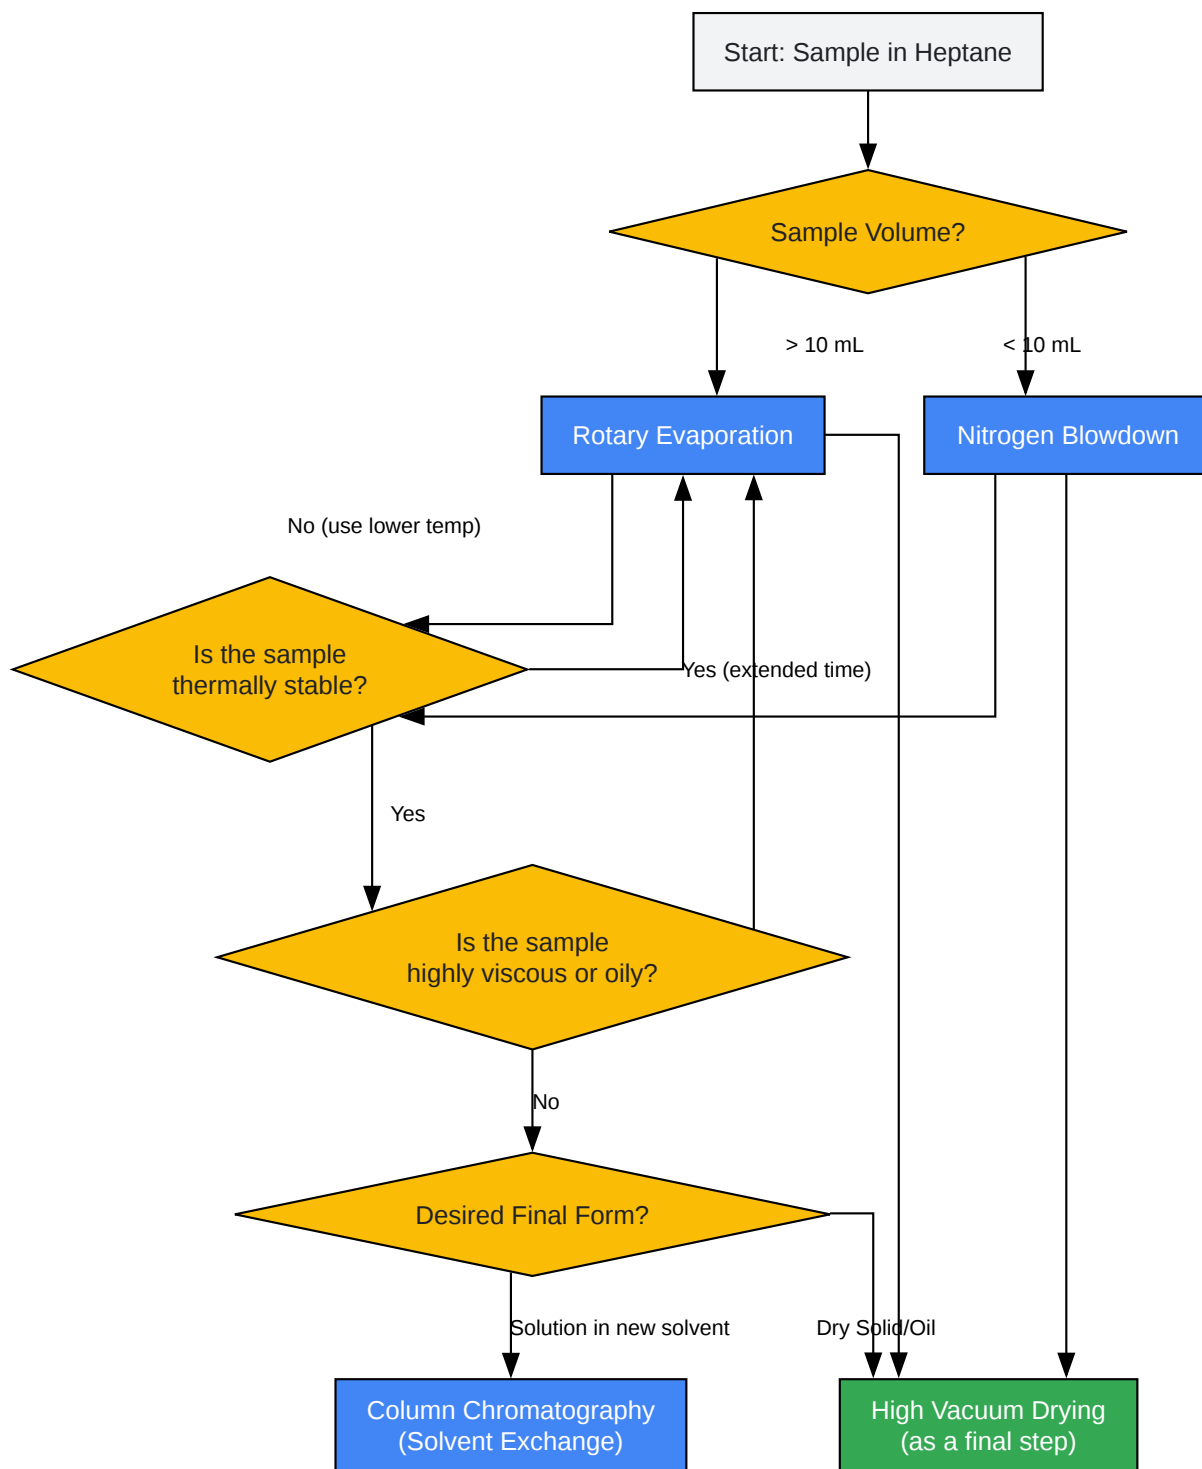 Start: Sample in Heptane
Sample Volume?
> 10 mL
< 10 mL
Rotary Evaporation
Nitrogen Blowdown
No (use lower temp)
Is the sample
thermally stable?
Yes (extended time)
Yes
Is the sample
highly viscous or oily?
No
Desired Final Form?
Solution in new solvent
Dry Solid/Oil
Column Chromatography
(Solvent Exchange)
High Vacuum Drying
(as a final step)